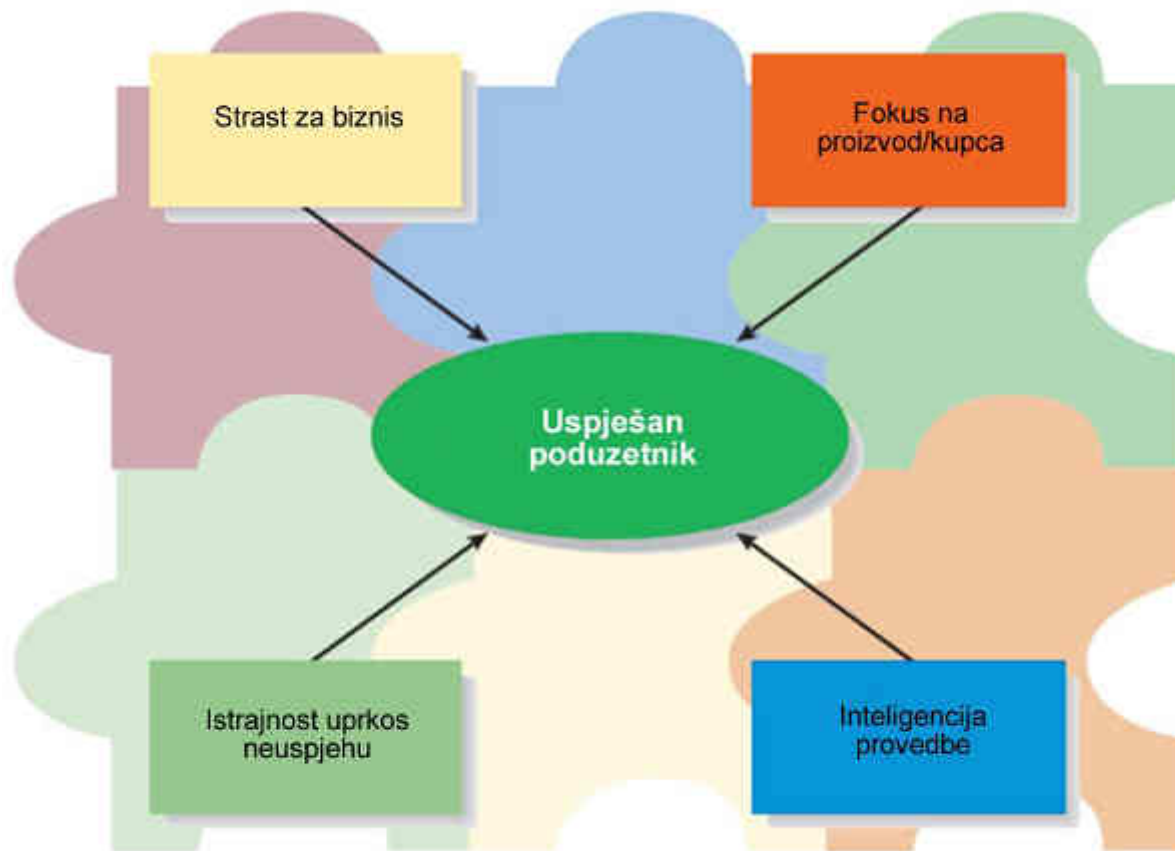 Strast za biznis
Fokus na
proizvod/kupca
Uspješan
poduzetnik
Istrajnost uprkos
neuspjehu
Inteligencija
provedbe